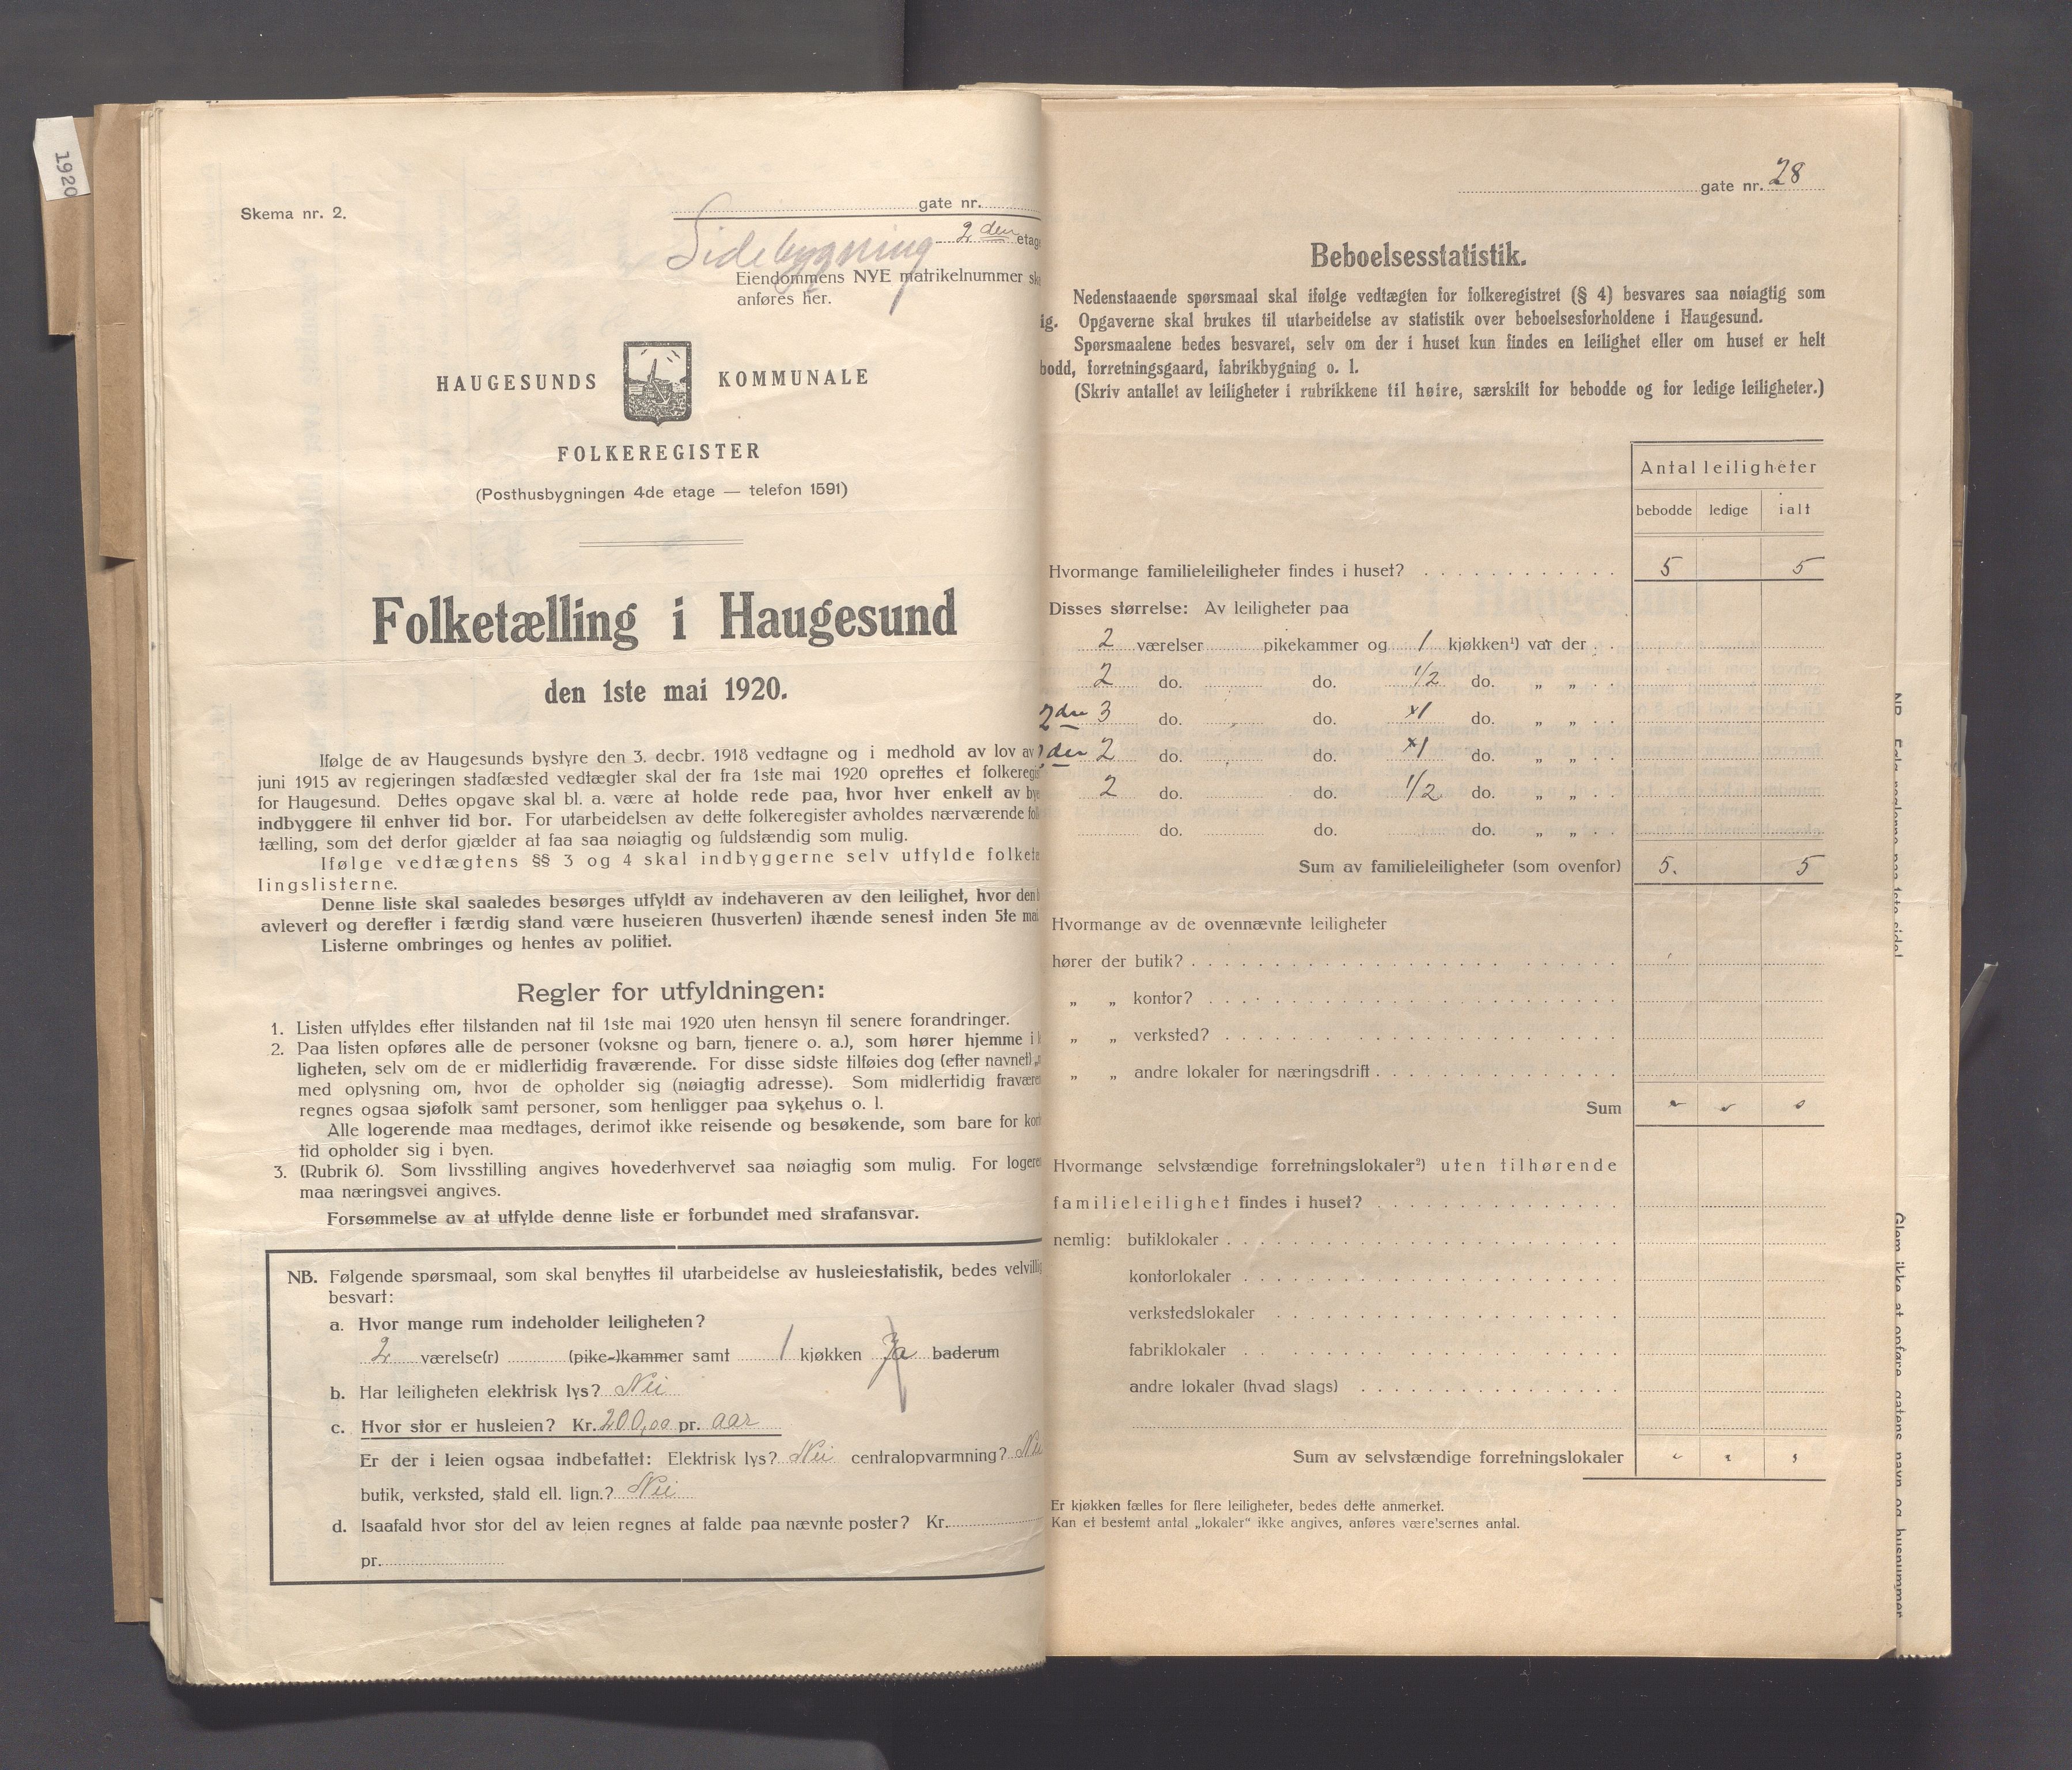 1920
Skema nr. 2.
gate nr.
Sidebygning 2 den etag
Eiendommens NYE matrikelnummer sk
anføres her.
HAUGESUNDS KOMMUNALE
FOLKEREGISTER
(Posthusbygningen 4de etage — telefon 1591)
Folketælling i Haugesund
den 1ste mai 1920.
Ifølge de av Haugesunds bystyre den 3. decbr. 1918 vedtagne og i medhold av lov av
juni 1915 av regjeringen stadfæsted vedtægter skal der fra 1ste mai 1920 oprettes et folkeregis
for Haugesund. Dettes opgave skal bl. a. være at holde rede paa, hvor hver enkelt av bye
indbyggere til enhver tid bor. For utarbeidelsen av dette folkeregister avholdes nærværende fol
tælling, som det derfor gjælder at faa saa nøiagtig og fuldstændig som mulig.
Ifølge vedtægtens §§ 3 og 4 skal indbyggerne selv utfylde folketæ
lingslisterne.
Denne liste skal saaledes besørges utfyldt av indehaveren av den leilighet, hvor den b
avlevert og derefter i færdig stand være huseieren (husverten) ihænde senest inden 5te mai
Listerne ombringes og hentes av politiet.
Regler for utfyldningen:
1. Listen utfyldes efter tilstanden nat til 1ste mai 1920 uten hensyn til senere forandringer.
2. Paa listen opføres alle de personer (voksne og barn, tjenere o. a.), som hører hjemme i l
ligheten, selv om de er midlertidig fraværende. For disse sidste tilføies dog (efter navnet) „m
med oplysning om, hvor de opholder sig (nøiagtig adresse). Som midlertidig fravære
regnes ogsaa sjøfolk samt personer, som henligger paa sykehus o. l.
Alle logerende maa medtages, derimot ikke reisende og besøkende, som bare for kort
tid opholder sig i byen.
3. (Rubrik 6). Som livsstilling angives hovederhvervet saa nøiagtig som mulig. For logeren
maa næringsvei angives.
Forsømmelse av at utfylde denne liste er forbundet med strafansvar.
NB. Følgende spørsmaal, som skal benyttes til utarbeidelse av husleiestatistik, bedes velvillig
besvart:
a. Hvor mange rum indeholder leiligheten?
2 værelse(r) (pike-)kammer samt 1 kjøkken Ja baderum
b. Har leiligheten elektrisk lys? Nei
c. Hvor stor er husleien? Kr. 200,00 pr. aar
Er der i leien ogsaa indbefattet: Elektrisk lys? Nei centralopvarmning? Nei
butik, verksted, stald ell. lign.? Nei
d. Isaafald hvor stor del av leien regnes at falde paa nævnte poster? Kr.
pr.
gate nr. 28
Beboelsesstatistik.
Nedenstaaende spørsmaal skal ifølge vedtægten for folkeregistret (§ 4) besvares saa nøiagtig som
ig. Opgaverne skal brukes til utarbeidelse av statistik over beboelsesforholdene i Haugesund.
Spørsmaalene bedes besvaret, selv om der i huset kun findes en leilighet eller om huset er helt
bodd, forretningsgaard, fabrikbygning o. l.
(Skriv antallet av leiligheter i rubrikkene til høire, særskilt for bebodde og for ledige leiligheter.)
Antal leiligheter
bebodde ledige ialt
Hvormange familieleiligheter findes i huset? 5 5
Disses størrelse: Av leiligheter paa
2 værelser pikekammer og 1 kjøkken¹) var der
2 do. do. 1/2 do. „ „
2den 3 do. do. x1 do. „ „
den 2 do. do. x1 do. „ „
2 do. do. 1/2 do. „ „
do. do. do. „ „
Sum av familieleiligheter (som ovenfor) 5. 5
Hvormange av de ovennævnte leiligheter
hører der butik?
„ „ kontor?
„ „ verksted?
„ „ andre lokaler for næringsdrift
Sum
Hvormange selvstændige forretningslokaler²) uten tilhørende
familieleilighet findes i huset?
nemlig: butiklokaler
kontorlokaler
verkstedslokaler
fabriklokaler
andre lokaler (hvad slags)
Sum av selvstændige forretningslokaler
Er kjøkken fælles for flere leiligheter, bedes dette anmerket.
Kan et bestemt antal „lokaler“ ikke angives, anføres værelsernes antal.
Glem ikke at opføre gatens navn og husnummer